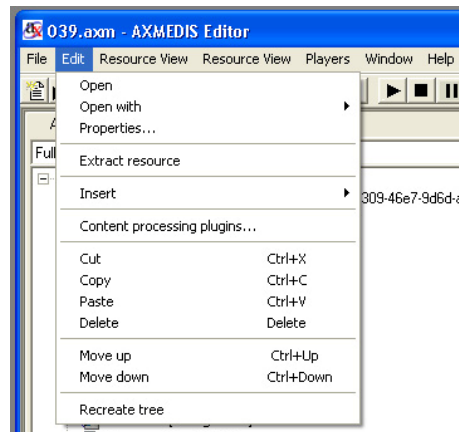 039.axm - AXMEDIS Editor
File Edit Resource View Resource View Players Window Help
Open
Open with
Properties...
Full
Extract resource
Insert
309-46e7-9d6d-a
Content processing plugins...
Cut Ctrl+X
Copy Ctrl+C
Paste Ctrl+V
Delete Delete
Move up Ctrl+Up
Move down Ctrl+Down
Recreate tree